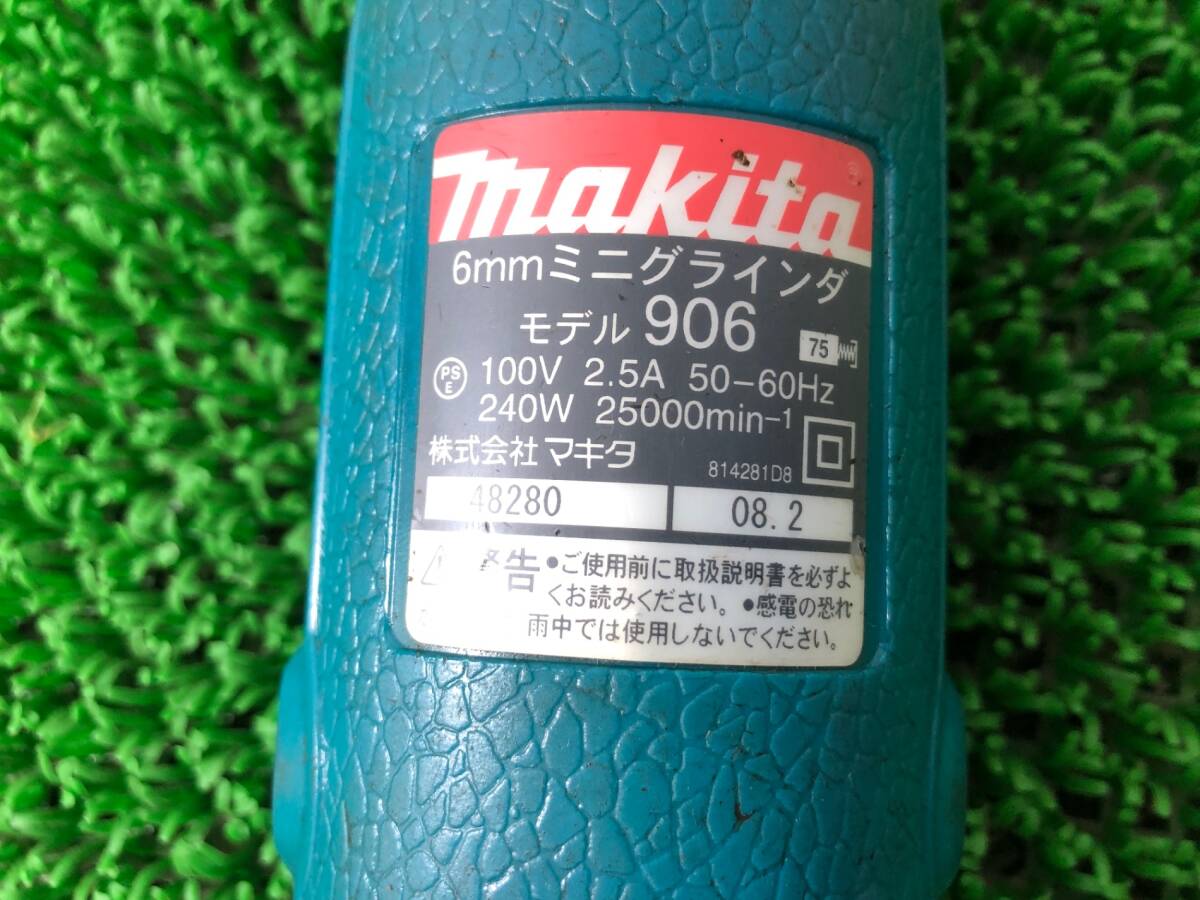 makita®
6mmミニグラインダ
モデル 906
75
PS
E
100V 2.5A 50-60Hz
240W 25000min-1
株式会社 マキタ
814281D8
48280
08.2
警告 •ご使用前に取扱説明書を必ずよ
くお読みください。•感電の恐れ
雨中では使用しないでください。